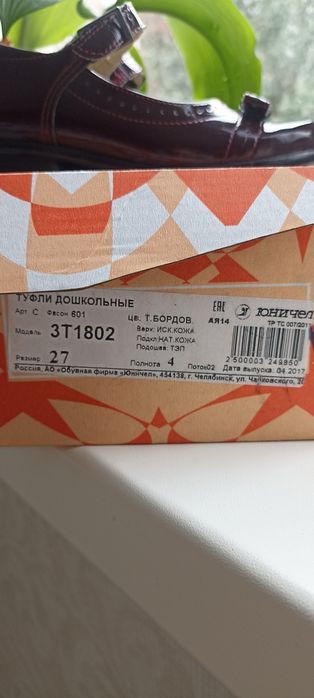 ТУФЛИ ДОШКОЛЬНЫЕ
Арт. С Фасон 601
цв. Т.БОРДОВ.
EAC
ЮНИЧЕЛ
АЯ14
ТР ТС 007/2011
Модель 3Т1802
Верх: ИСК.КОЖА
Подкл:НАТ.КОЖА
Подошва: ТЭП
Размер 27
Полнота 4
Поток02
2 500003 249850
Дата выпуска: 04.2017
Россия, АО «Обувная фирма «Юничел», 454138, г. Челябинск, ул. Чайковского,